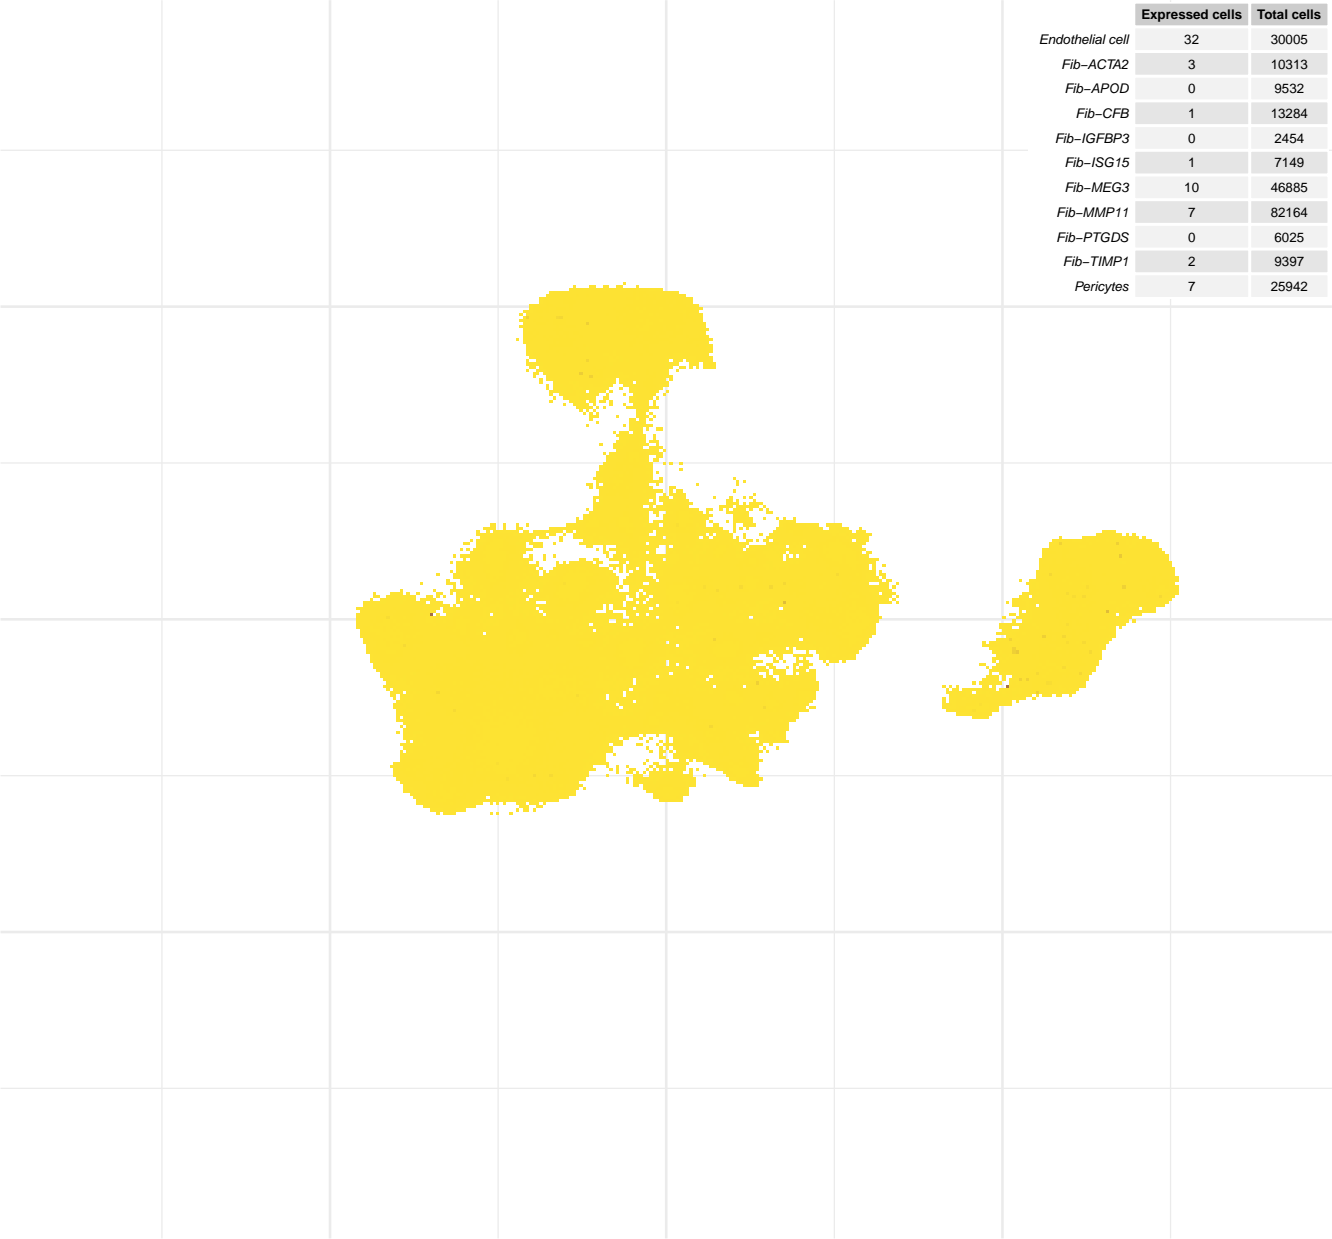 Expressed cells Total cells
Endothelial cell 32 30005
Fib−ACTA2 3 10313
Fib−APOD 0 9532
Fib−CFB 1 13284
Fib−IGFBP3 0 2454
Fib−ISG15 1 7149
Fib−MEG3 10 46885
Fib−MMP11 7 82164
Fib−PTGDS 0 6025
Fib−TIMP1 2 9397
Pericytes 7 25942